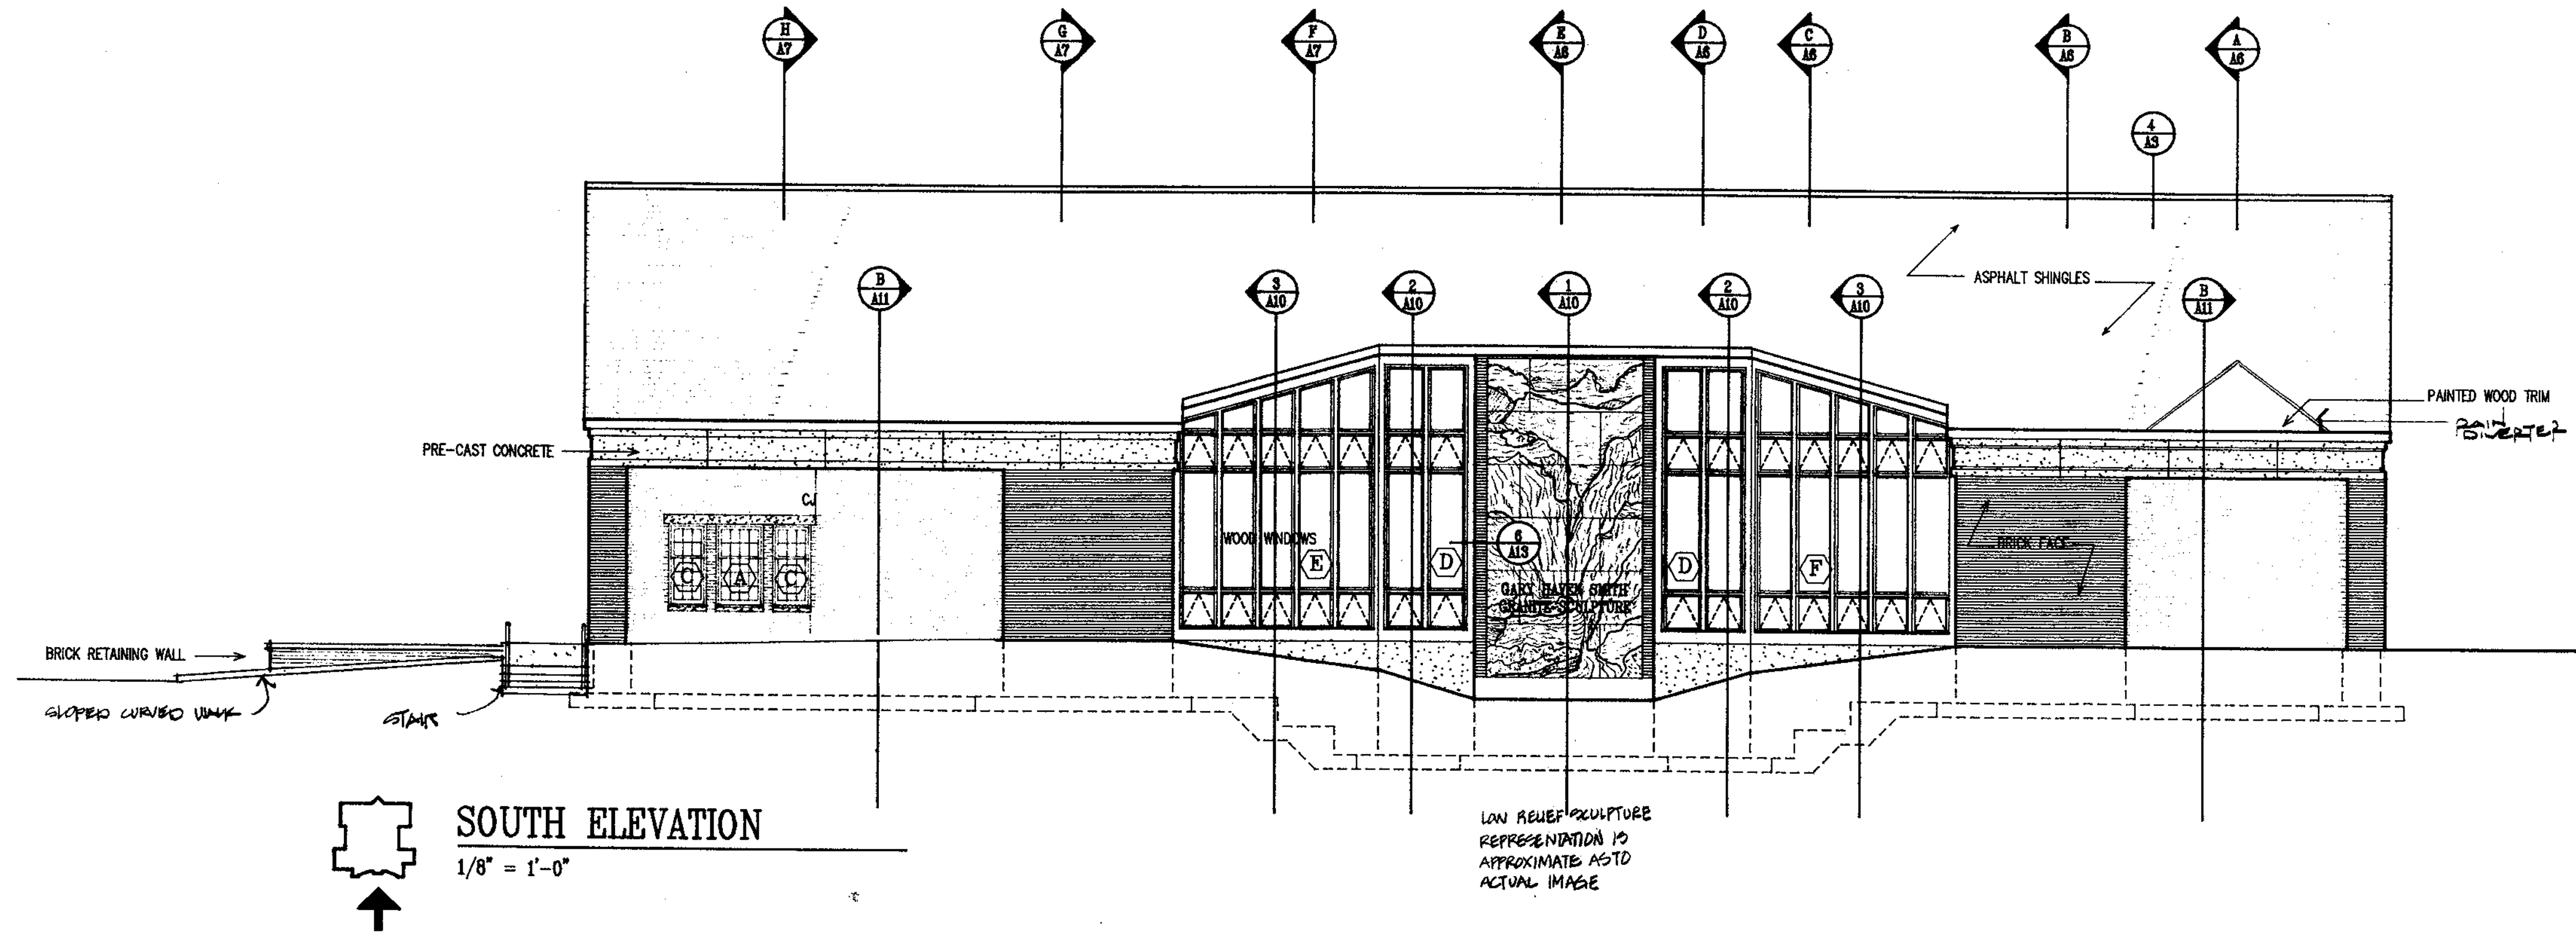 H
A7
G
A7
F
A7
E
A6
D
A6
C
A6
B
A6
A
A6
4
A3
B
A11
3
A10
2
A10
1
A10
2
A10
3
A10
ASPHALT SHINGLES
B
A11
PAINTED WOOD TRIM
RAIN
DIVERTER
PRE-CAST CONCRETE
CJ
WOOD WINDOWS
6
A13
BRICK FACE
C
A
C
E
D
D
F
GARY HAVEN SMITH
GRANITE SCULPTURE
BRICK RETAINING WALL
SLOPED CURVED WALK
STAIR
SOUTH ELEVATION
1/8" = 1'-0"
LOW RELIEF SCULPTURE
REPRESENTATION IS
APPROXIMATE AS TO
ACTUAL IMAGE